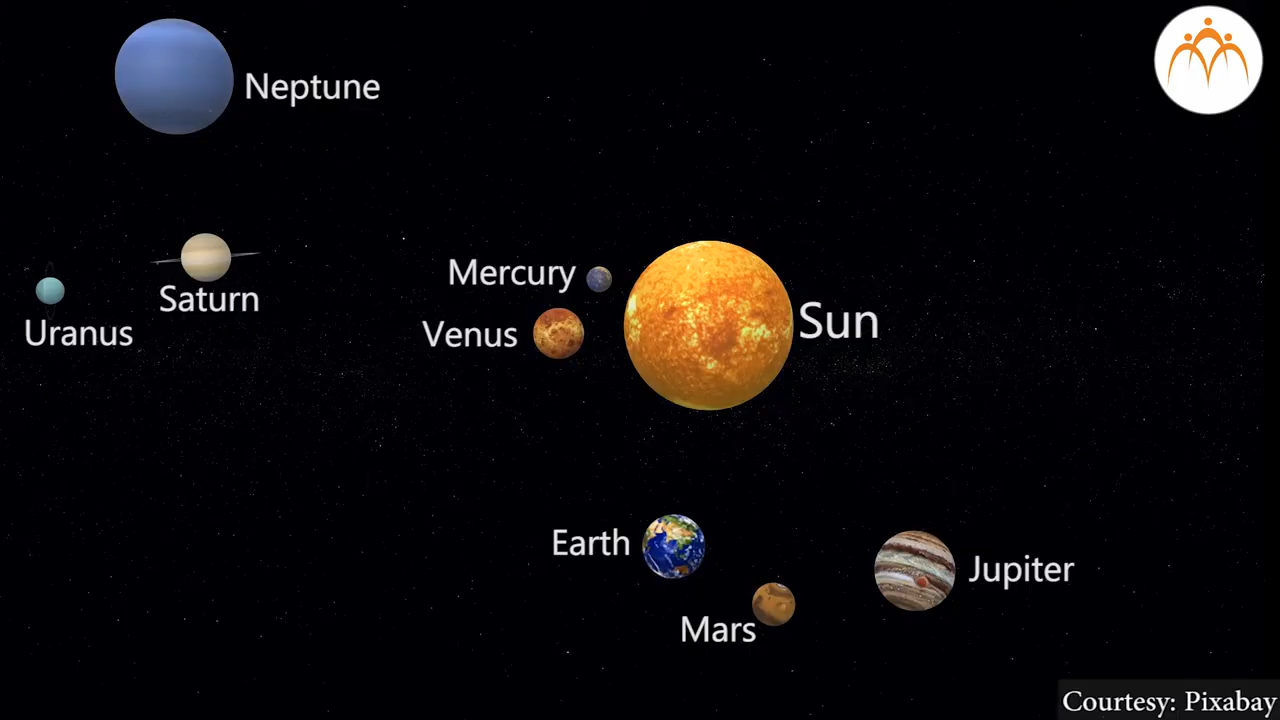 Neptune
Mercury
Saturn
Uranus
Venus
Sun
Earth
Jupiter
Mars
Courtesy: Pixabay